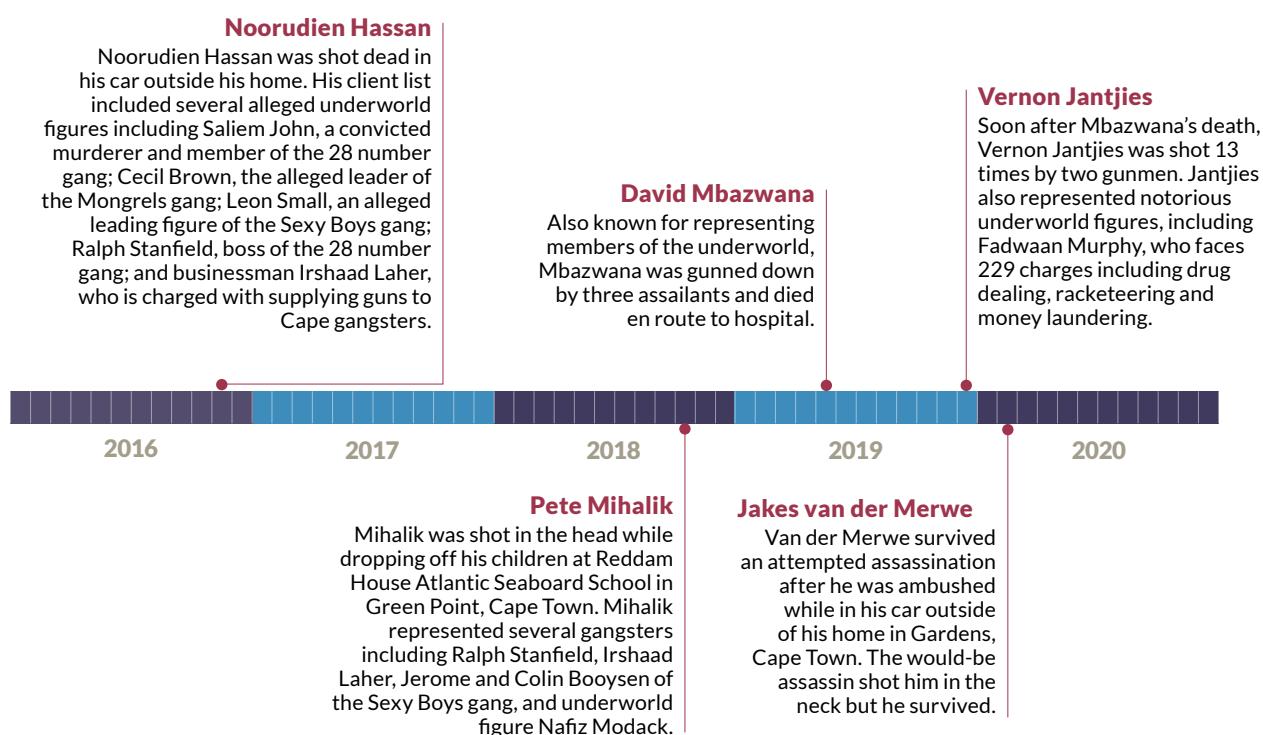 Noorudien Hassan
Noorudien Hassan was shot dead in
his car outside his home. His client list
included several alleged underworld
figures including Saliem John, a convicted
murderer and member of the 28 number
gang; Cecil Brown, the alleged leader of
the Mongrels gang; Leon Small, an alleged
leading figure of the Sexy Boys gang;
Ralph Stanfield, boss of the 28 number
gang; and businessman Irshaad Laher,
who is charged with supplying guns to
Cape gangsters.
David Mbazwana
Also known for representing
members of the underworld,
Mbazwana was gunned down
by three assailants and died
en route to hospital.
Vernon Jantjies
Soon after Mbazwana’s death,
Vernon Jantjies was shot 13
times by two gunmen. Jantjies
also represented notorious
underworld figures, including
Fadwaan Murphy, who faces
229 charges including drug
dealing, racketeering and
money laundering.
2016
2017
2018
2019
2020
Pete Mihalik
Mihalik was shot in the head while
dropping off his children at Reddam
House Atlantic Seaboard School in
Green Point, Cape Town. Mihalik
represented several gangsters
including Ralph Stanfield, Irshaad
Laher, Jerome and Colin Booysen of
the Sexy Boys gang, and underworld
figure Nafiz Modack.
Jakes van der Merwe
Van der Merwe survived
an attempted assassination
after he was ambushed
while in his car outside
of his home in Gardens,
Cape Town. The would-be
assassin shot him in the
neck but he survived.